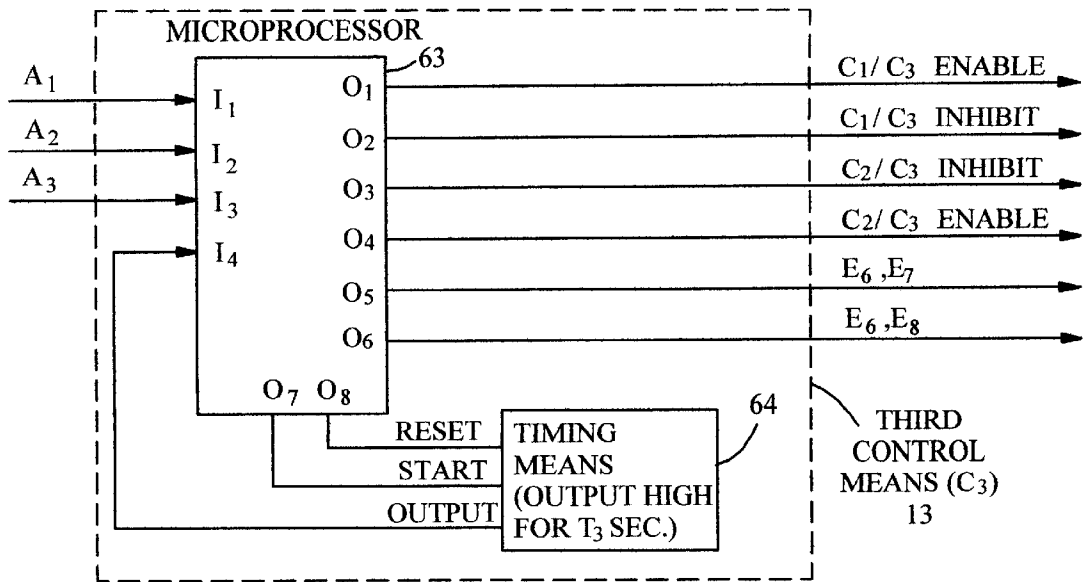 MICROPROCESSOR
63
A1
A2
A3
I1
I2
I3
I4
O1
O2
O3
O4
O5
O6
O7 O8
C1/ C3 ENABLE
C1/ C3 INHIBIT
C2/ C3 INHIBIT
C2/ C3 ENABLE
E6 ,E7
E6 ,E8
RESET
START
OUTPUT
TIMING
MEANS
(OUTPUT HIGH
FOR T3 SEC.)
64
THIRD
CONTROL
MEANS (C3)
13